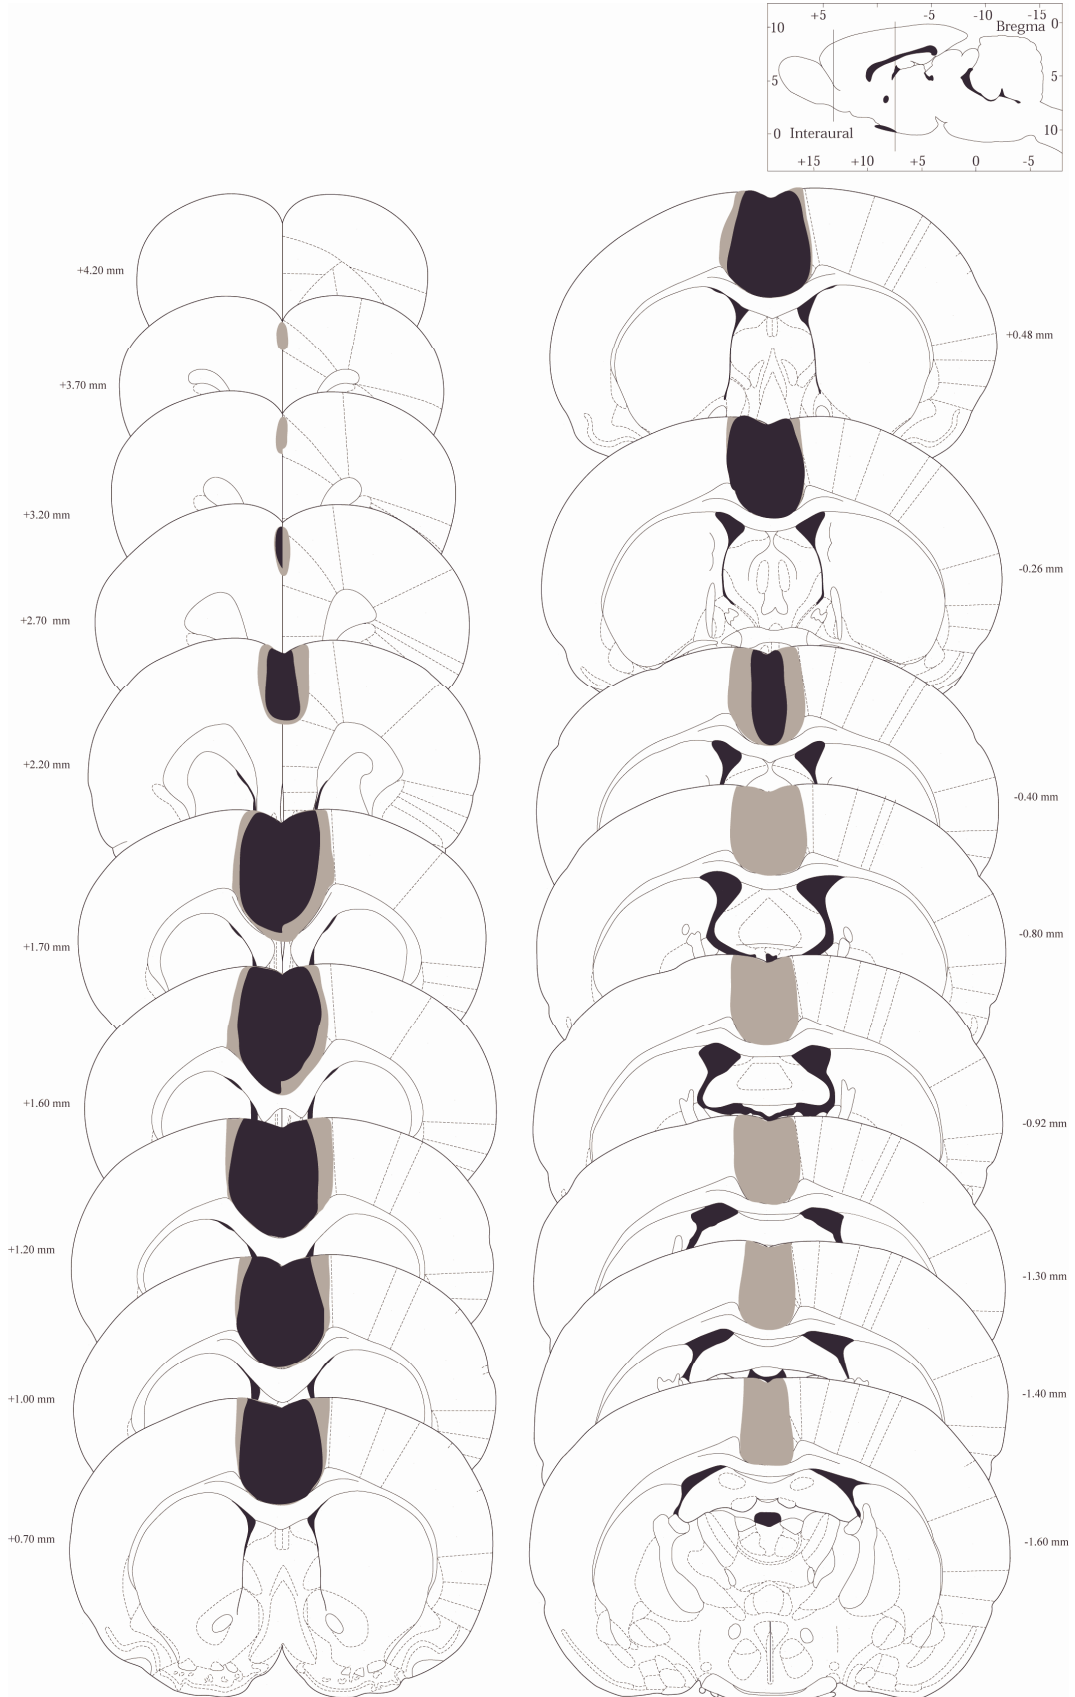 +5 -5 -10 -15
10 Bregma 0
5 5
0 Interaural 10
+15 +10 +5 0 -5
+4.20 mm
+3.70 mm
+3.20 mm
+2.70 mm
+2.20 mm
+1.70 mm
+1.60 mm
+1.20 mm
+1.00 mm
+0.70 mm
+0.48 mm
-0.26 mm
-0.40 mm
-0.80 mm
-0.92 mm
-1.30 mm
-1.40 mm
-1.60 mm